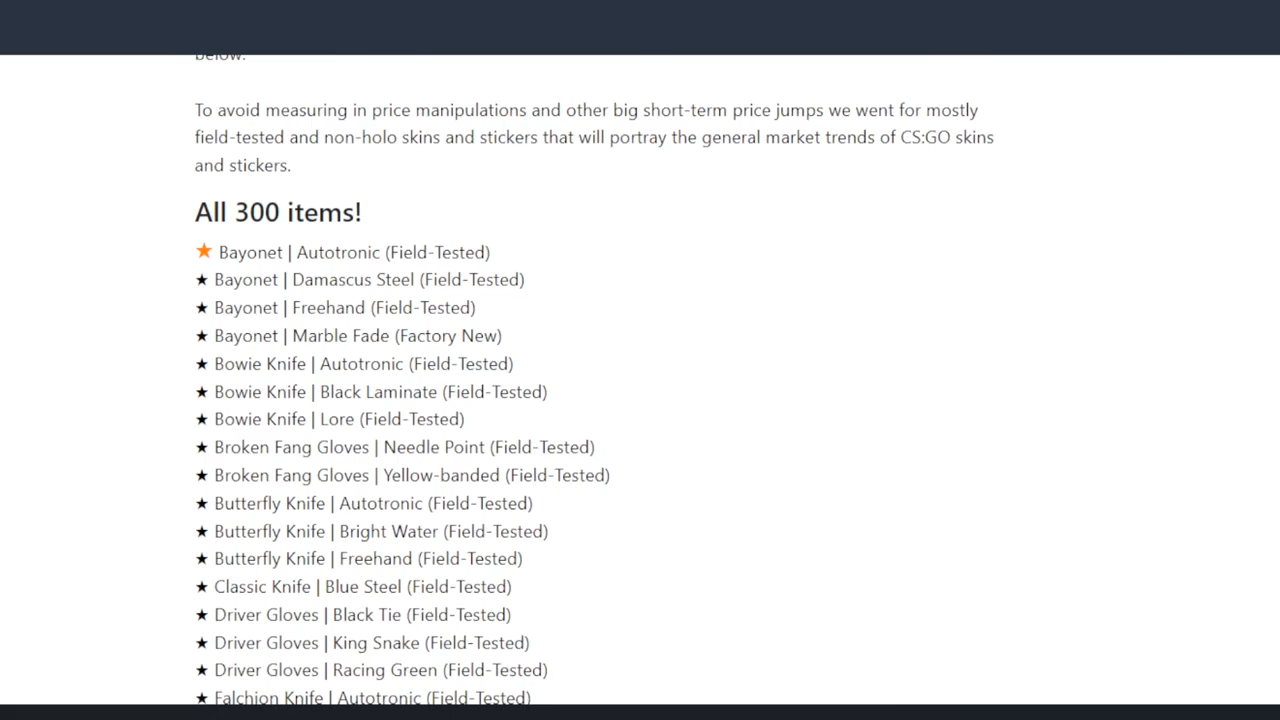 below.
To avoid measuring in price manipulations and other big short-term price jumps we went for mostly
field-tested and non-holo skins and stickers that will portray the general market trends of CS:GO skins
and stickers.
All 300 items!
★ Bayonet | Autotronic (Field-Tested)
★ Bayonet | Damascus Steel (Field-Tested)
★ Bayonet | Freehand (Field-Tested)
★ Bayonet | Marble Fade (Factory New)
★ Bowie Knife | Autotronic (Field-Tested)
★ Bowie Knife | Black Laminate (Field-Tested)
★ Bowie Knife | Lore (Field-Tested)
★ Broken Fang Gloves | Needle Point (Field-Tested)
★ Broken Fang Gloves | Yellow-banded (Field-Tested)
★ Butterfly Knife | Autotronic (Field-Tested)
★ Butterfly Knife | Bright Water (Field-Tested)
★ Butterfly Knife | Freehand (Field-Tested)
★ Classic Knife | Blue Steel (Field-Tested)
★ Driver Gloves | Black Tie (Field-Tested)
★ Driver Gloves | King Snake (Field-Tested)
★ Driver Gloves | Racing Green (Field-Tested)
★ Falchion Knife | Autotronic (Field-Tested)